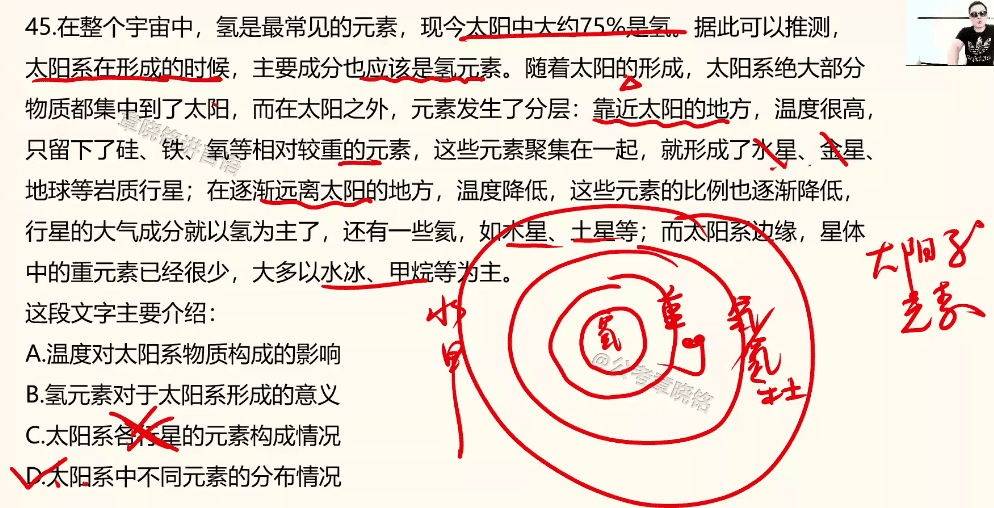 45.在整个宇宙中，氢是最常见的元素，现今太阳中大约75%是氢。据此可以推测，
太阳系在形成的时候，主要成分也应该是氢元素。随着太阳的形成，太阳系绝大部分
物质都集中到了太阳，而在太阳之外，元素发生了分层：靠近太阳的地方，温度很高，
只留下了硅、铁、氧等相对较重的元素，这些元素聚集在一起，就形成了水星、金星、
地球等岩质行星；在逐渐远离太阳的地方，温度降低，这些元素的比例也逐渐降低，
行星的大气成分就以氢为主了，还有一些氦，如木星、土星等；而太阳系边缘，星体
中的重元素已经很少，大多以水冰、甲烷等为主。
这段文字主要介绍：
A.温度对太阳系物质构成的影响
B.氢元素对于太阳系形成的意义
C.太阳系各行星的元素构成情况
D.太阳系中不同元素的分布情况
章晓铭讲言语
@公考章晓铭
太阳系
元素
氢
重
氢
氦
木土
水